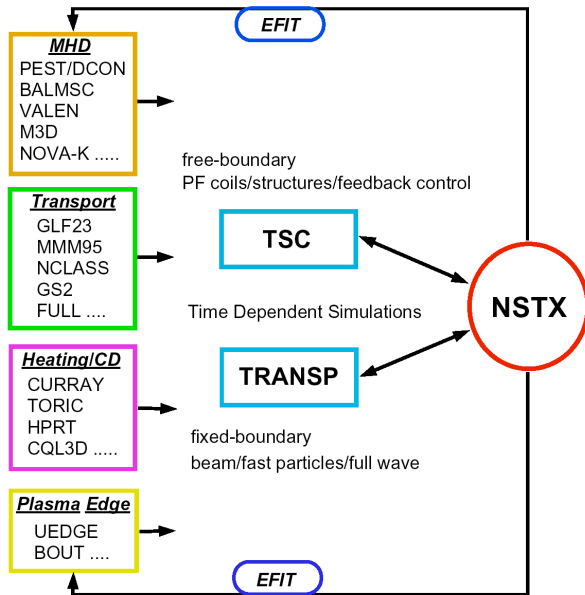 EFIT
MHD
PEST/DCON
BALMSC
VALEN
M3D
NOVA-K .....
free-boundary
PF coils/structures/feedback control
Transport
GLF23
MMM95
NCLASS
GS2
FULL ....
TSC
NSTX
Time Dependent Simulations
Heating/CD
CURRAY
TORIC
HPRT
CQL3D .....
TRANSP
fixed-boundary
beam/fast particles/full wave
Plasma Edge
UEDGE
BOUT ....
EFIT